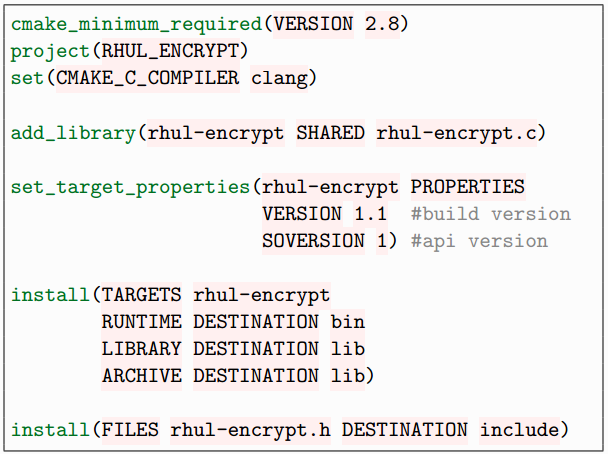 cmake_minimum_required(VERSION 2.8)
project(RHUL_ENCRYPT)
set(CMAKE_C_COMPILER clang)

add_library(rhul-encrypt SHARED rhul-encrypt.c)

set_target_properties(rhul-encrypt PROPERTIES
                      VERSION 1.1  #build version
                      SOVERSION 1) #api version

install(TARGETS rhul-encrypt
        RUNTIME DESTINATION bin
        LIBRARY DESTINATION lib
        ARCHIVE DESTINATION lib)

install(FILES rhul-encrypt.h DESTINATION include)